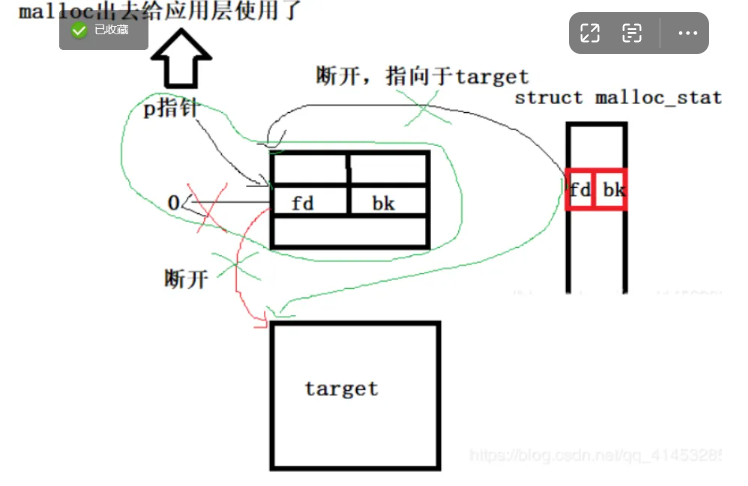 malloc出去给应用层使用了
已收藏
断开，指向于target
struct malloc_stat
p指针
fd bk
0
fd bk
断开
target
https://blog.csdn.net/qq_4145328